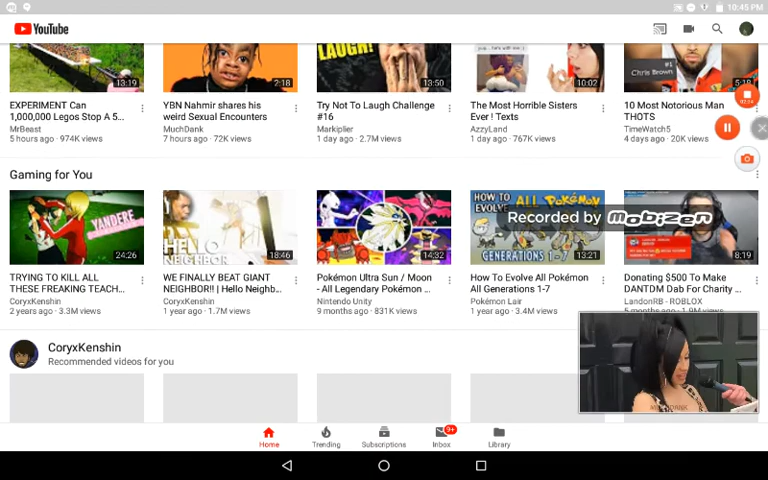 10:45 PM
YouTube
LAUGH!
#1
Chris Brown
13:19
2:18
13:50
10:02
5:18
EXPERIMENT Can
1,000,000 Legos Stop A 5...
MrBeast
5 hours ago · 974K views
YBN Nahmir shares his
weird Sexual Encounters
MuchDank
7 hours ago · 72K views
Try Not To Laugh Challenge
#16
Markiplier
1 day ago · 2.7M views
The Most Horrible Sisters
Ever ! Texts
AzzyLand
1 day ago · 767K views
10 Most Notorious Man
THOTS
TimeWatch5
4 days ago · 20K views
Gaming for You
YANDERE
24:26
HELLO
NEIGHBOR
18:46
14:32
HOW TO
EVOLVE ALL POKÉMON
GENERATIONS 1-7
13:21
8:19
Recorded by mobizen
TRYING TO KILL ALL
THESE FREAKING TEACH...
CoryxKenshin
2 years ago · 3.3M views
WE FINALLY BEAT GIANT
NEIGHBOR!! | Hello Neighb...
CoryxKenshin
1 year ago · 1.7M views
Pokémon Ultra Sun / Moon
- All Legendary Pokémon ...
Nintendo Unity
9 months ago · 831K views
How To Evolve All Pokémon
All Generations 1-7
Pokémon Lair
1 year ago · 3.4M views
Donating $500 To Make
DANTDM Dab For Charity ...
LandonRB - ROBLOX
5 months ago · 1.9M views
CoryxKenshin
Recommended videos for you
Home
Trending
Subscriptions
9+
Inbox
Library